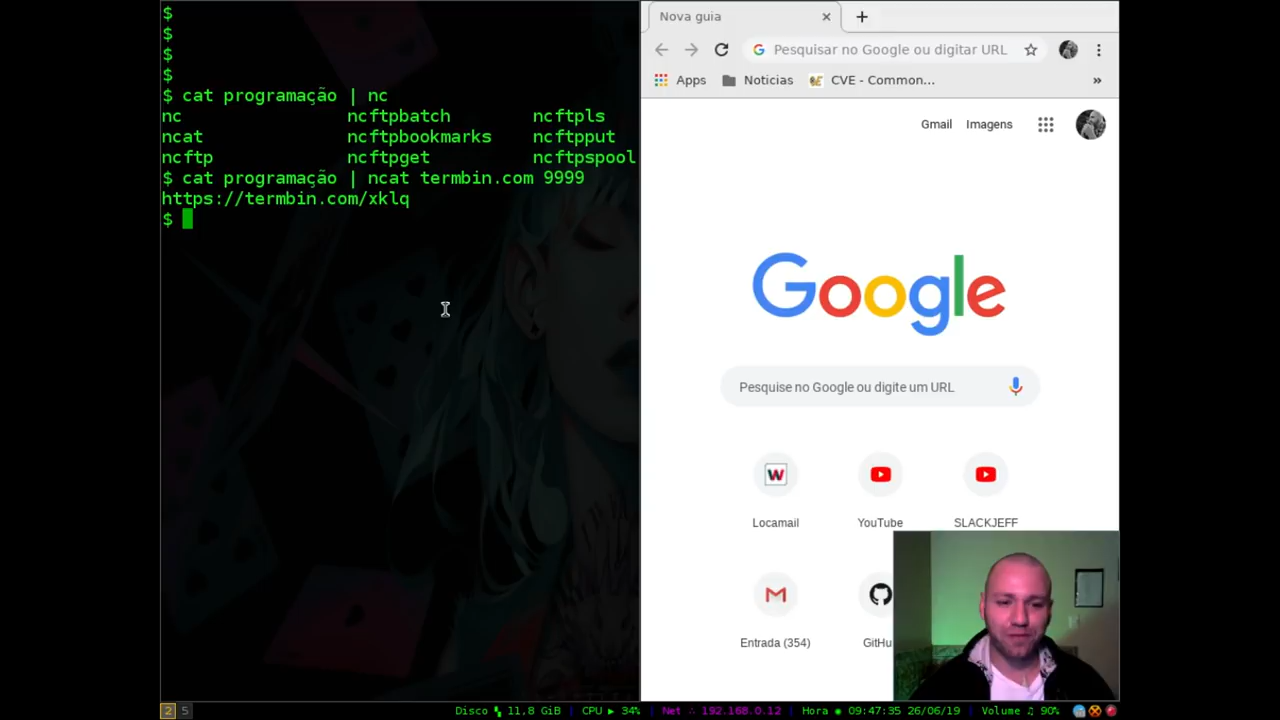 $
$
$
$
$ cat programação | nc
nc ncftpbatch ncftpls
ncat ncftpbookmarks ncftpput
ncftp ncftpget ncftpspool
$ cat programação | ncat termbin.com 9999
https://termbin.com/xklq
$
Nova guia
Pesquisar no Google ou digitar URL
Apps Noticias CVE - Common...
Gmail Imagens
Google
Pesquise no Google ou digite um URL
Locamail YouTube SLACKJEFF
Entrada (354) GitHu
2 5 Disco 11,8 GiB | CPU ▶ 34% | Net 192.168.0.12 | Hora 09:47:35 26/06/19 | Volume ♫ 90%